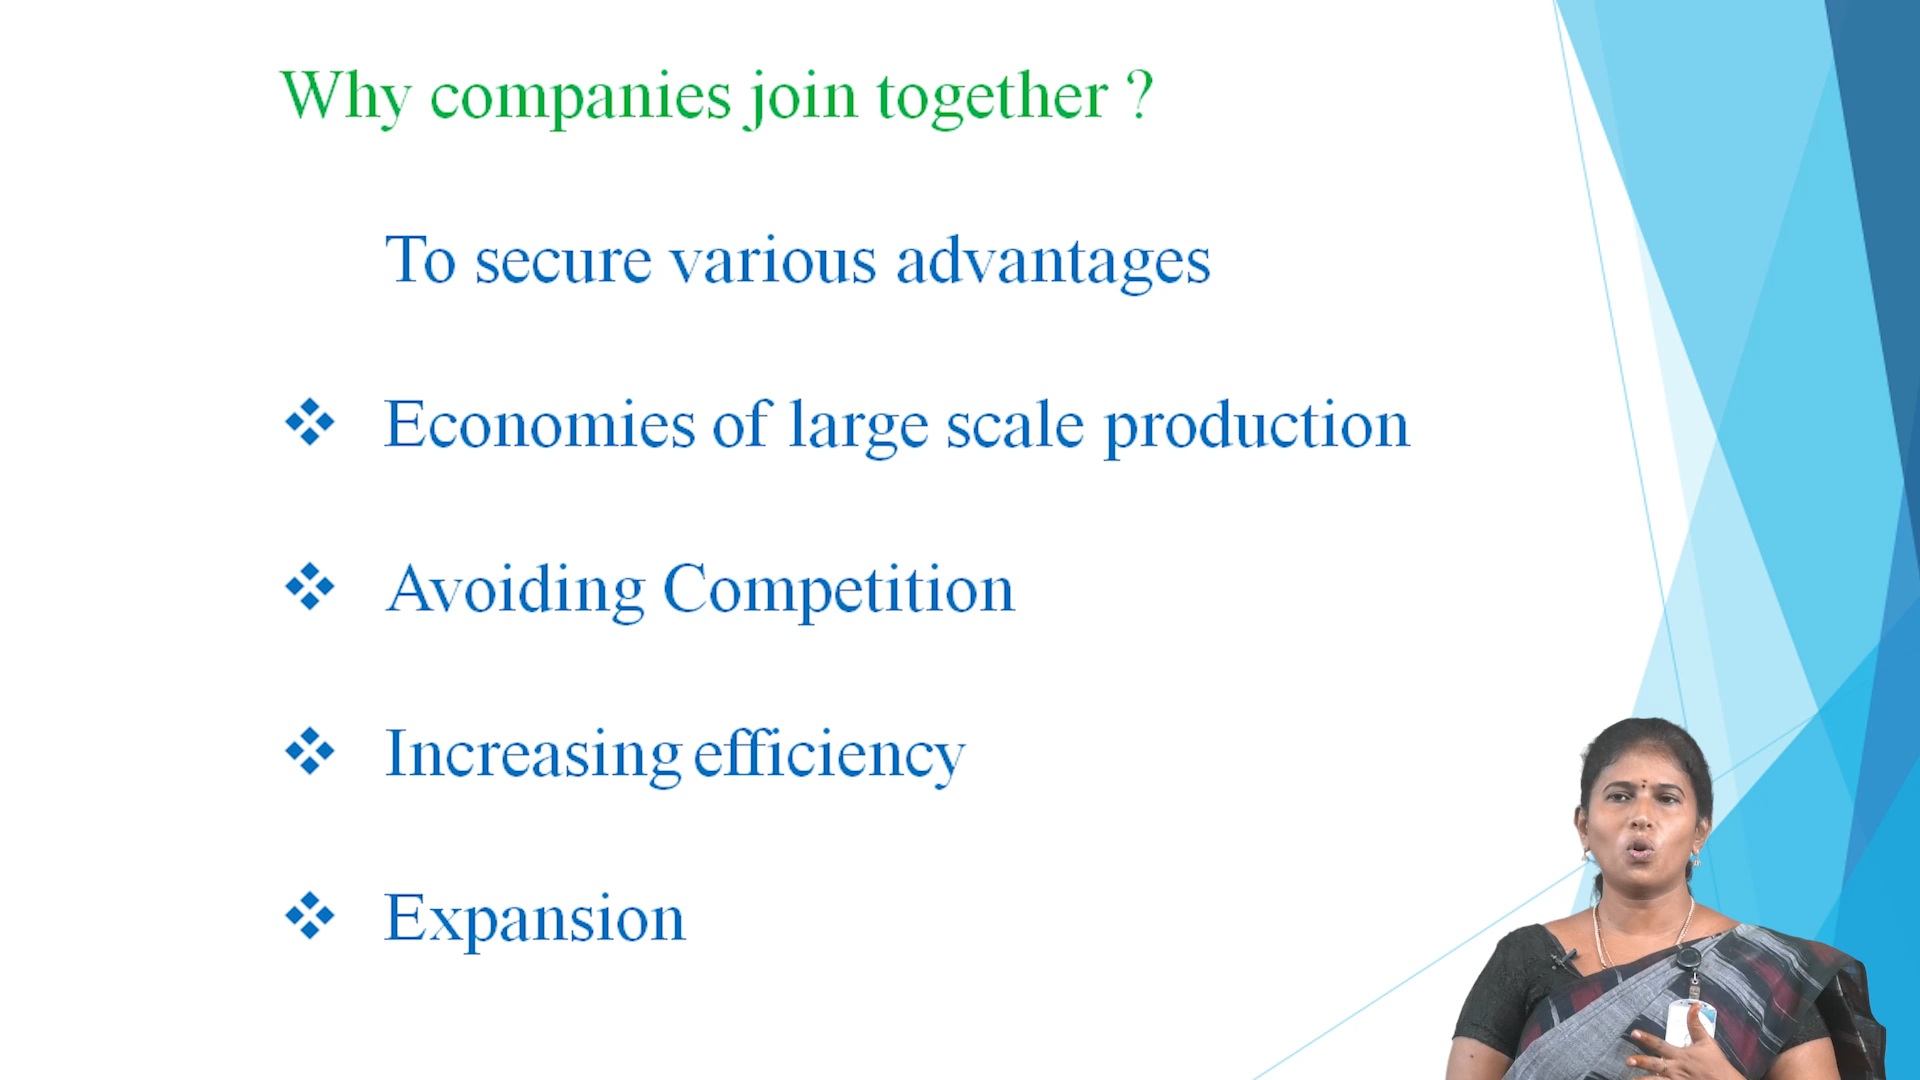 Why companies join together ?
To secure various advantages
Economies of large scale production
Avoiding Competition
Increasing efficiency
Expansion